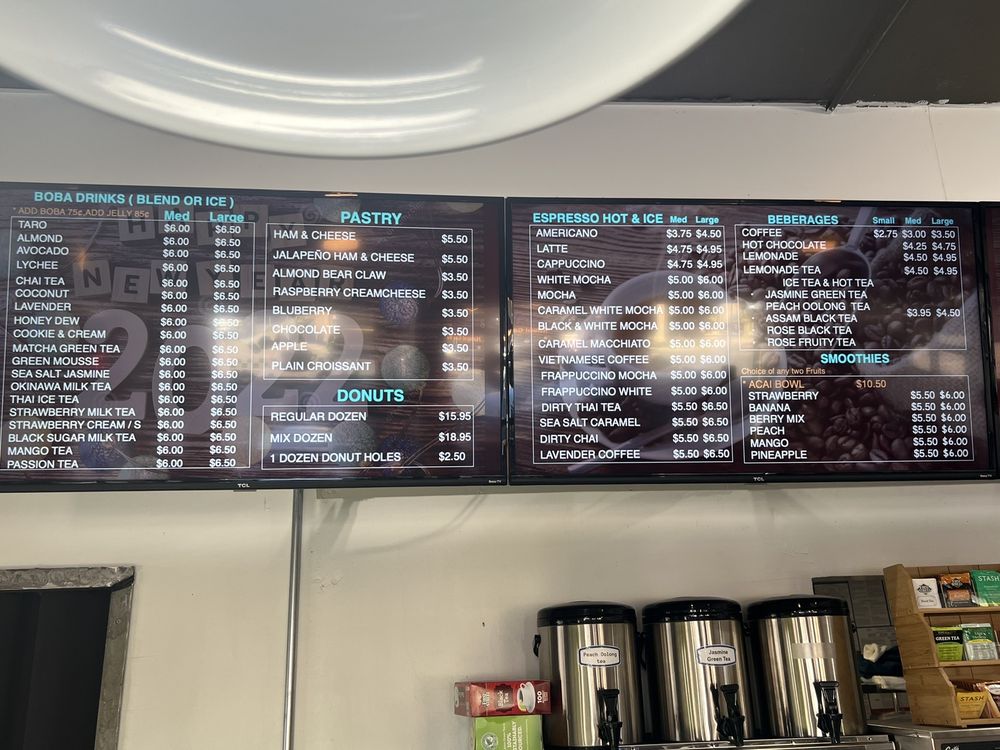 BOBA DRINKS ( BLEND OR ICE )
* ADD BOBA 75¢,ADD JELLY 85¢ Med Large
TARO $6.00 $6.50
ALMOND $6.00 $6.50
AVOCADO $6.00 $6.50
LYCHEE $6.00 $6.50
CHAI TEA $6.00 $6.50
COCONUT $6.00 $6.50
LAVENDER $6.00 $6.50
HONEY DEW $6.00 $6.50
COOKIE & CREAM $6.00 $6.50
MATCHA GREEN TEA $6.00 $6.50
GREEN MOUSSE $6.00 $6.50
SEA SALT JASMINE $6.00 $6.50
OKINAWA MILK TEA $6.00 $6.50
THAI ICE TEA $6.00 $6.50
STRAWBERRY MILK TEA $6.00 $6.50
STRAWBERRY CREAM / S $6.00 $6.50
BLACK SUGAR MILK TEA $6.00 $6.50
MANGO TEA $6.00 $6.50
PASSION TEA $6.00 $6.50
PASTRY
HAM & CHEESE $5.50
JALAPEÑO HAM & CHEESE $5.50
ALMOND BEAR CLAW $3.50
RASPBERRY CREAMCHEESE $3.50
BLUBERRY $3.50
CHOCOLATE $3.50
APPLE $3.50
PLAIN CROISSANT $3.50
DONUTS
REGULAR DOZEN $15.95
MIX DOZEN $18.95
1 DOZEN DONUT HOLES $2.50
NEW YEAR
2022
TCL
ESPRESSO HOT & ICE Med Large
AMERICANO $3.75 $4.50
LATTE $4.75 $4.95
CAPPUCCINO $4.75 $4.95
WHITE MOCHA $5.00 $6.00
MOCHA $5.00 $6.00
CARAMEL WHITE MOCHA $5.00 $6.00
BLACK & WHITE MOCHA $5.00 $6.00
CARAMEL MACCHIATO $5.00 $6.00
VIETNAMESE COFFEE $5.00 $6.00
FRAPPUCCINO MOCHA $5.00 $6.00
FRAPPUCCINO WHITE $5.00 $6.00
DIRTY THAI TEA $5.50 $6.50
SEA SALT CARAMEL $5.50 $6.50
DIRTY CHAI $5.50 $6.50
LAVENDER COFFEE $5.50 $6.50
BEBERAGES Small Med Large
COFFEE $2.75 $3.00 $3.50
HOT CHOCOLATE $4.25 $4.75
LEMONADE $4.50 $4.95
LEMONADE TEA $4.50 $4.95
ICE TEA & HOT TEA
JASMINE GREEN TEA
PEACH OOLONG TEA
ASSAM BLACK TEA $3.95 $4.50
ROSE BLACK TEA
ROSE FRUITY TEA
SMOOTHIES
Choice of any two Fruits
* ACAI BOWL $10.50
STRAWBERRY $5.50 $6.00
BANANA $5.50 $6.00
BERRY MIX $5.50 $6.00
PEACH $5.50 $6.00
MANGO $5.50 $6.00
PINEAPPLE $5.50 $6.00
TCL
Peach Oolong
tea
Jasmine
Green Tea
Black
Tea
100
100%
STASH
GREEN TEA
STASH